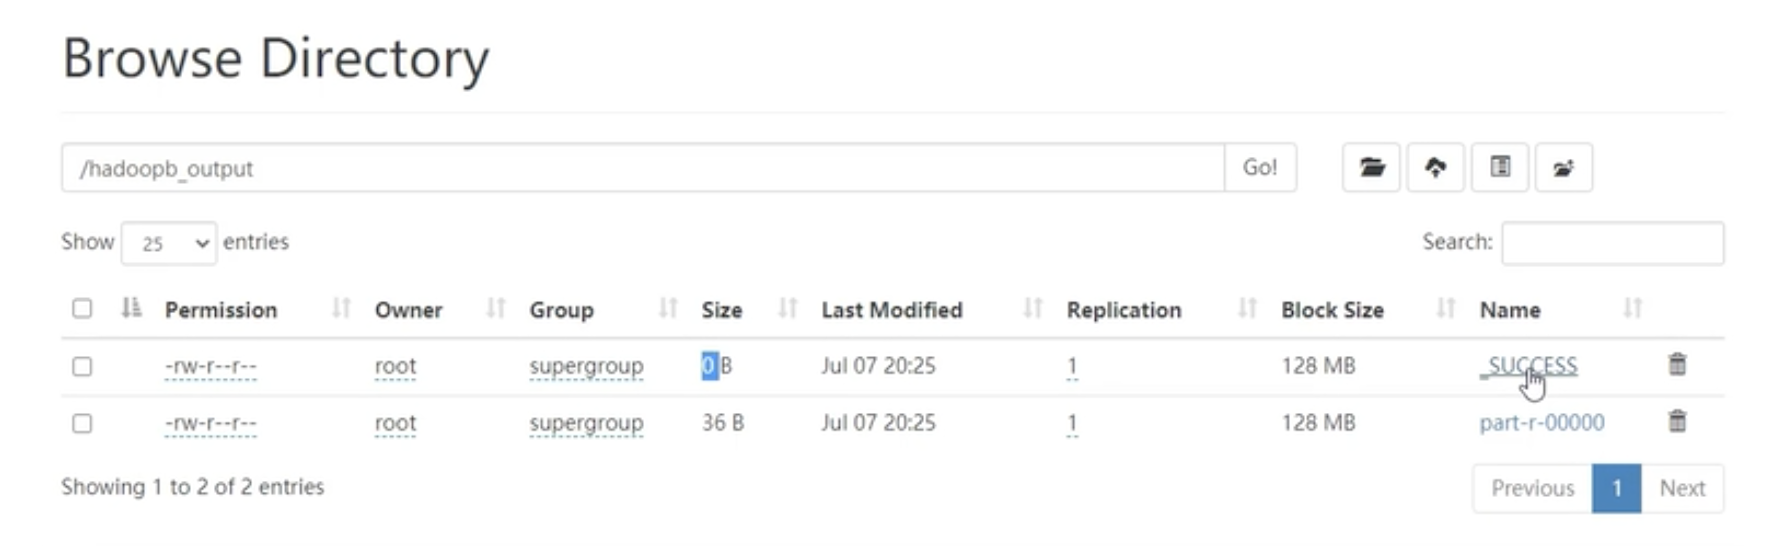 Browse Directory
/hadoopb_output Go!
Show 25 entries Search:
Permission Owner Group Size Last Modified Replication Block Size Name
-rw-r--r-- root supergroup 0 B Jul 07 20:25 1 128 MB _SUCCESS
-rw-r--r-- root supergroup 36 B Jul 07 20:25 1 128 MB part-r-00000
Showing 1 to 2 of 2 entries Previous 1 Next